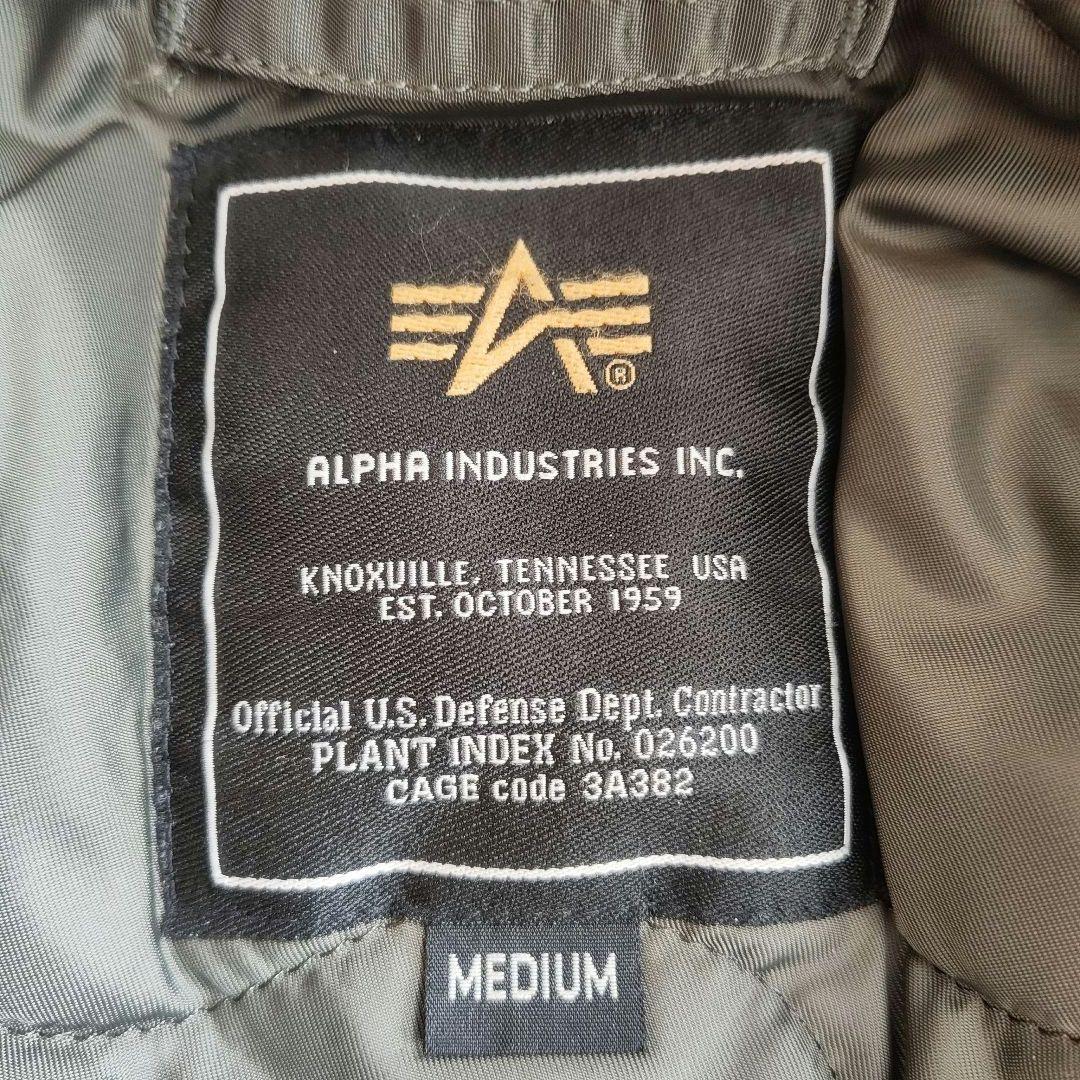 ®
ALPHA INDUSTRIES INC.
KNOXVILLE, TENNESSEE USA
EST. OCTOBER 1959
Official U.S. Defense Dept. Contractor
PLANT INDEX No. 026200
CAGE code 3A382
MEDIUM